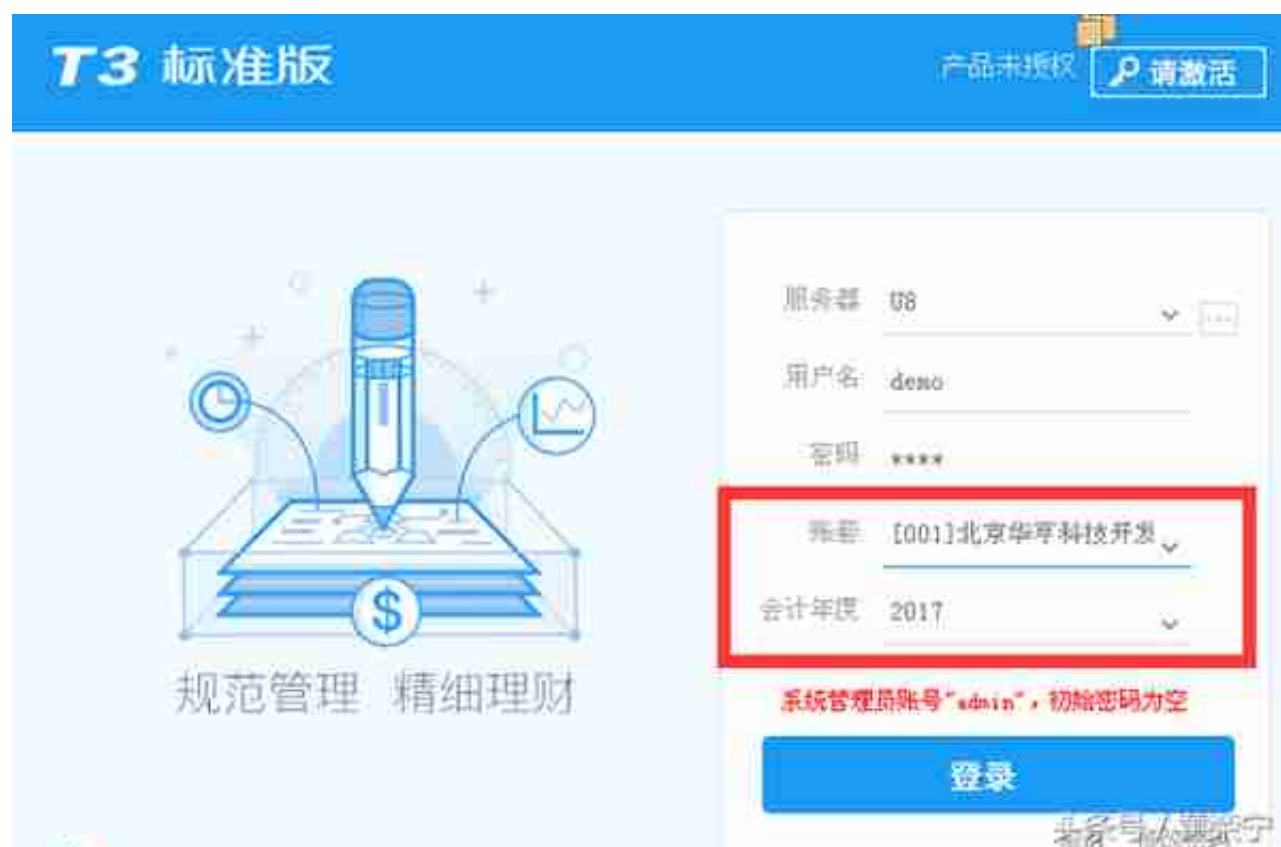 T3 标准版
产品未授权 请激活
服务器 U8
用户名 demo
密码 ****
账套 [001]北京华亨科技开发
会计年度 2017
规范管理 精细理财
系统管理员账号"admin"，初始密码为空
登录
头条号/